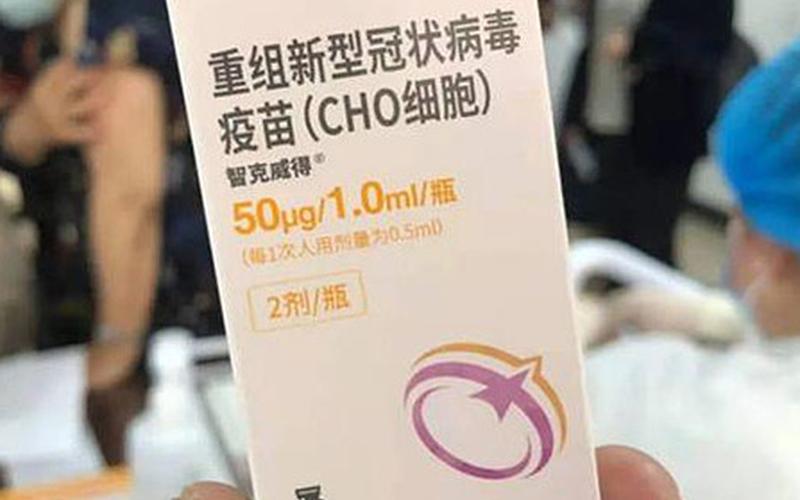 重组新型冠状病毒
疫苗(CHO细胞)
智克威得®
50μg/1.0ml/瓶
(每1次人用剂量为0.5ml)
2剂/瓶